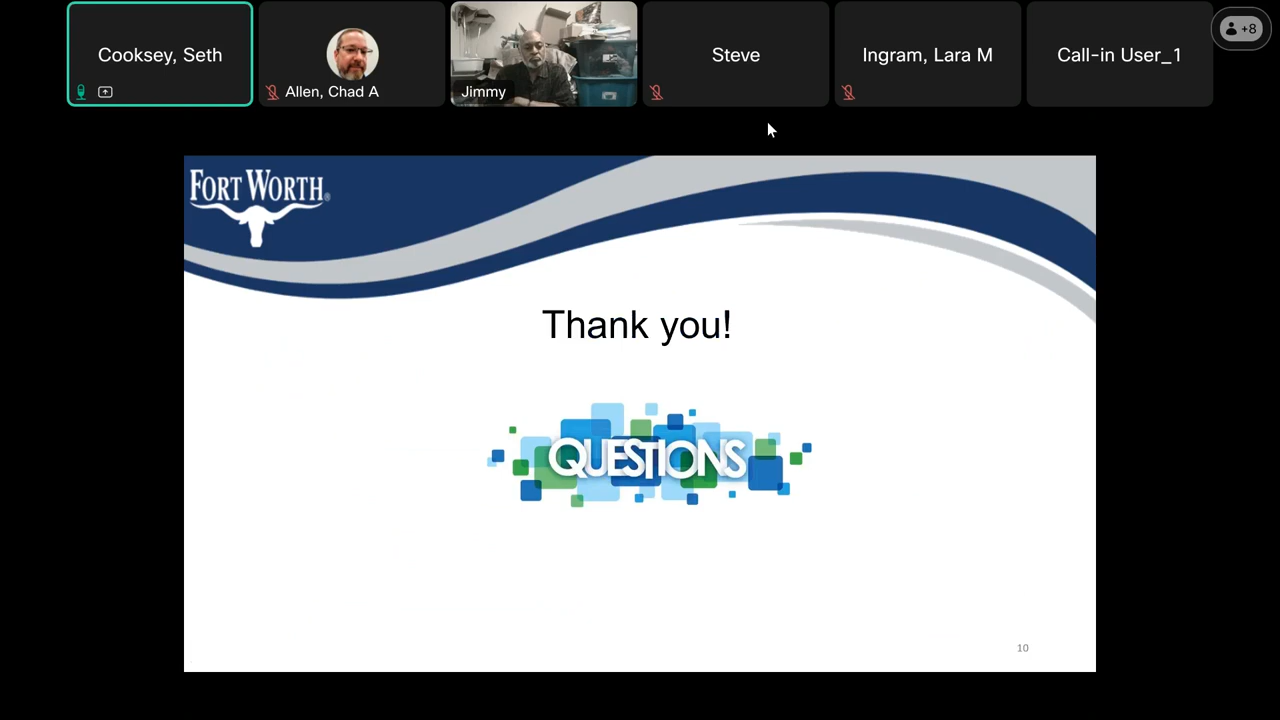 Cooksey, Seth
Allen, Chad A
Jimmy
Steve
Ingram, Lara M
Call-in User_1
+8
FORT WORTH®
Thank you!
QUESTIONS
10